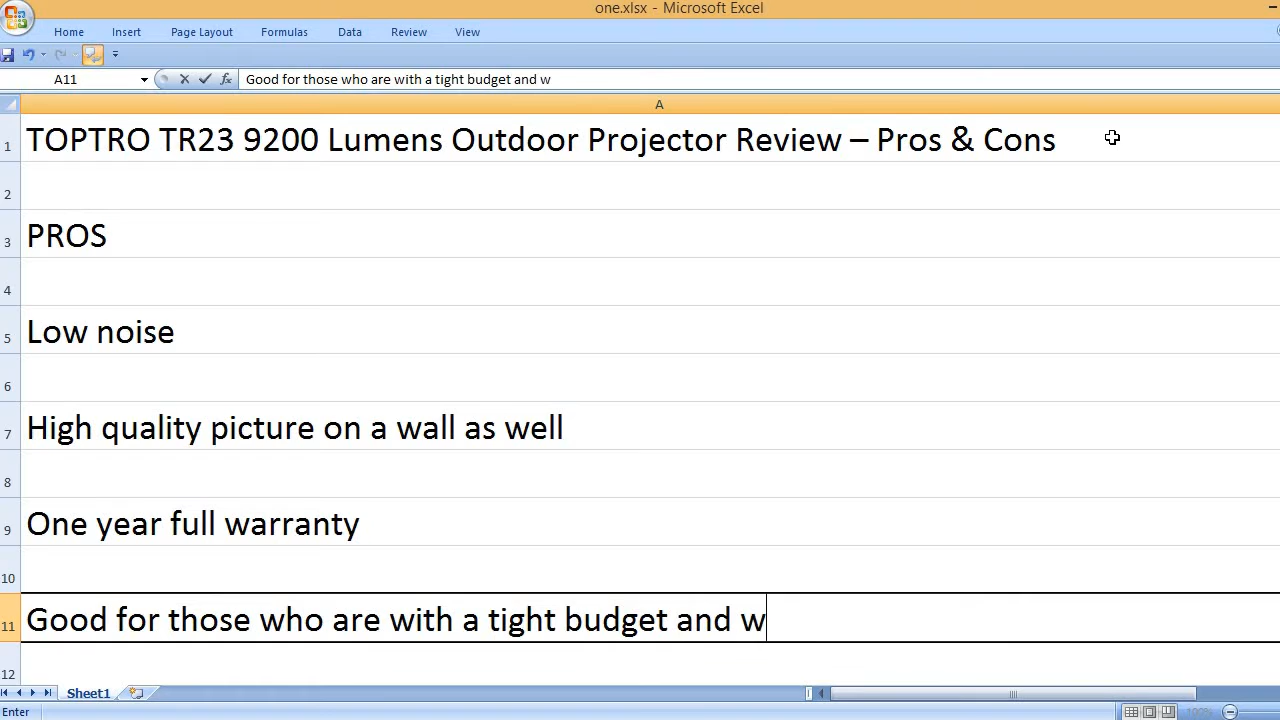 one.xlsx - Microsoft Excel
Home Insert Page Layout Formulas Data Review View
A11 fx Good for those who are with a tight budget and w
A
1 TOPTRO TR23 9200 Lumens Outdoor Projector Review – Pros & Cons
2
3 PROS
4
5 Low noise
6
7 High quality picture on a wall as well
8
9 One year full warranty
10
11 Good for those who are with a tight budget and w
12
Sheet1
Enter 100%